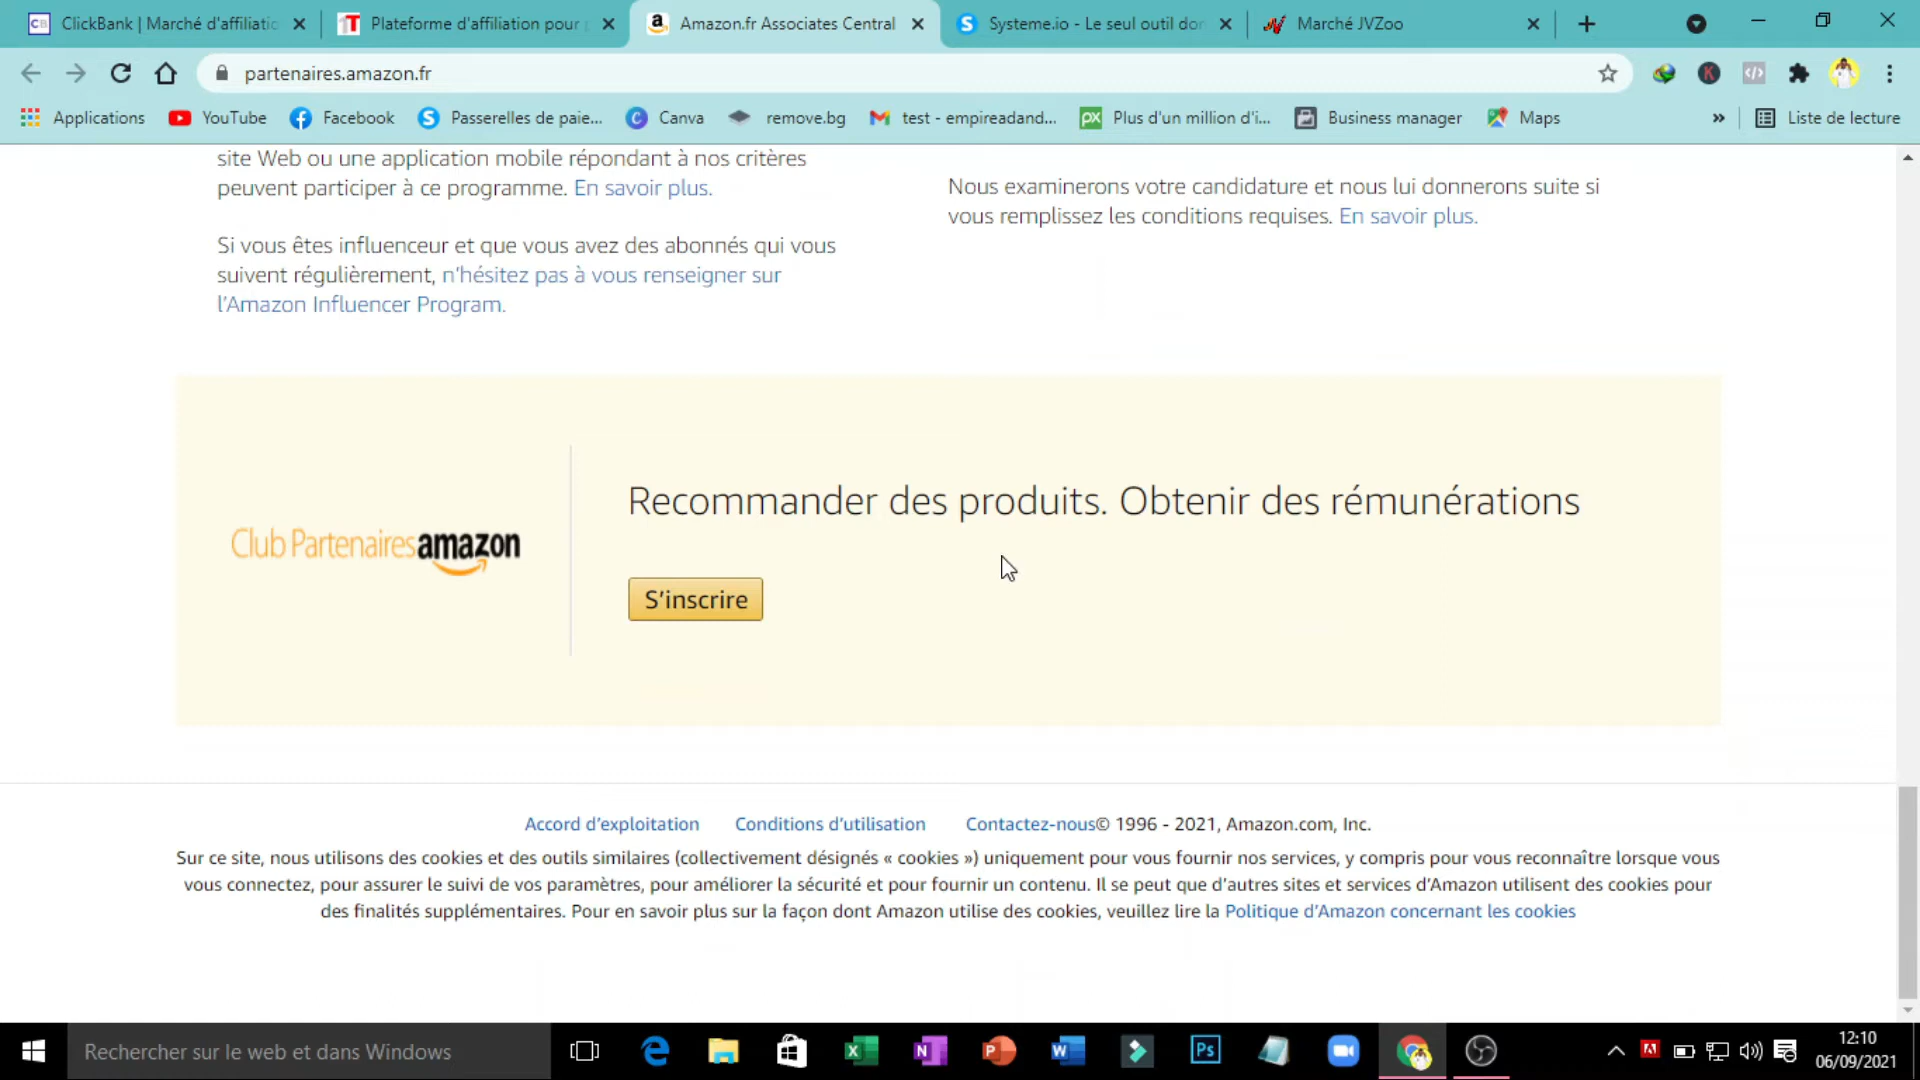 ClickBank | Marché d'affiliatio
Plateforme d'affiliation pour p
Amazon.fr Associates Central
Systeme.io - Le seul outil don
Marché JVZoo
partenaires.amazon.fr
Applications
YouTube
Facebook
Passerelles de paie...
Canva
remove.bg
test - empireadand...
Plus d'un million d'i...
Business manager
Maps
»
Liste de lecture
site Web ou une application mobile répondant à nos critères
peuvent participer à ce programme. En savoir plus.
Si vous êtes influenceur et que vous avez des abonnés qui vous
suivent régulièrement, n'hésitez pas à vous renseigner sur
l'Amazon Influencer Program.
Nous examinerons votre candidature et nous lui donnerons suite si
vous remplissez les conditions requises. En savoir plus.
Club Partenaires amazon
Recommander des produits. Obtenir des rémunérations
S'inscrire
Accord d'exploitation Conditions d'utilisation Contactez-nous© 1996 - 2021, Amazon.com, Inc.
Sur ce site, nous utilisons des cookies et des outils similaires (collectivement désignés « cookies ») uniquement pour vous fournir nos services, y compris pour vous reconnaître lorsque vous
vous connectez, pour assurer le suivi de vos paramètres, pour améliorer la sécurité et pour fournir un contenu. Il se peut que d'autres sites et services d'Amazon utilisent des cookies pour
des finalités supplémentaires. Pour en savoir plus sur la façon dont Amazon utilise des cookies, veuillez lire la Politique d'Amazon concernant les cookies
Rechercher sur le web et dans Windows
12:10
06/09/2021